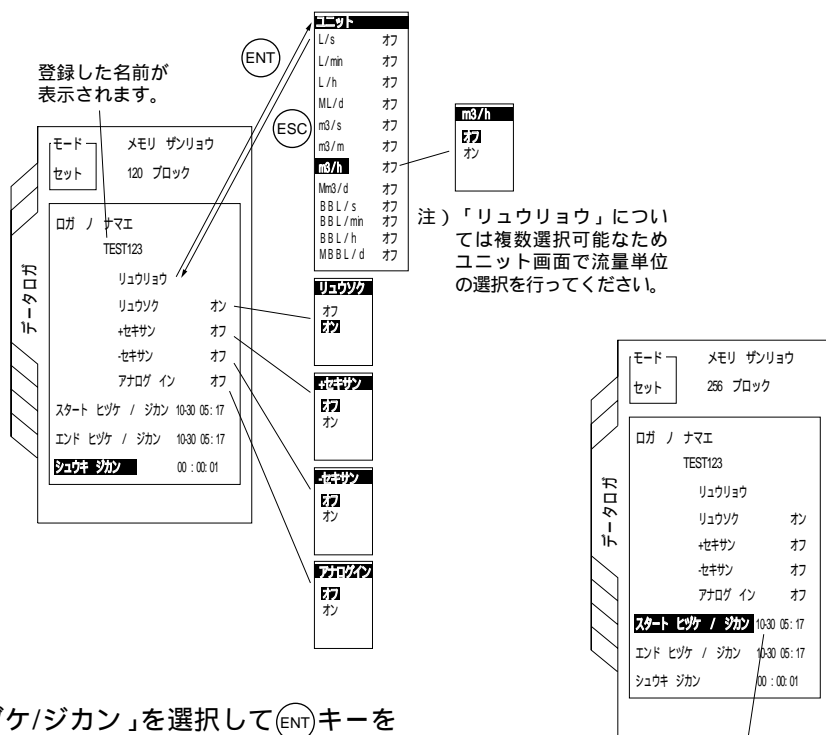 登録した名前が
表示されます。
モード
メモリ ザンリョウ
セット
120 ブロック
ロガ ノ ナマエ
TEST123
リュウリョウ
リュウソク オン
+セキサン オフ
-セキサン オフ
アナログ イン オフ
スタート ヒヅケ / ジカン 10-30 05:17
エンド ヒヅケ / ジカン 10-30 05:17
シュウキ ジカン 00:00:01
データロガ
ENT
ESC
ユニット
L/s オフ
L/min オフ
L/h オフ
ML/d オフ
m3/s オフ
m3/m オフ
m3/h オフ
Mm3/d オフ
BBL/s オフ
BBL/min オフ
BBL/h オフ
MBBL/d オフ
m3/h
オフ
オン
注)「リュウリョウ」につい
ては複数選択可能なため
ユニット画面で流量単位
の選択を行ってください。
リュウソク
オフ
オン
+セキサン
オフ
オン
-セキサン
オフ
オン
アナログイン
オフ
オン
モード
メモリ ザンリョウ
セット
256 ブロック
ロガ ノ ナマエ
TEST123
リュウリョウ
リュウソク オン
+セキサン オフ
-セキサン オフ
アナログ イン オフ
スタート ヒヅケ / ジカン 10-30 05:17
エンド ヒヅケ / ジカン 10-30 05:17
シュウキ ジカン 00:00:01
データロガ
ヅケ/ジカン」を選択してENTキーを